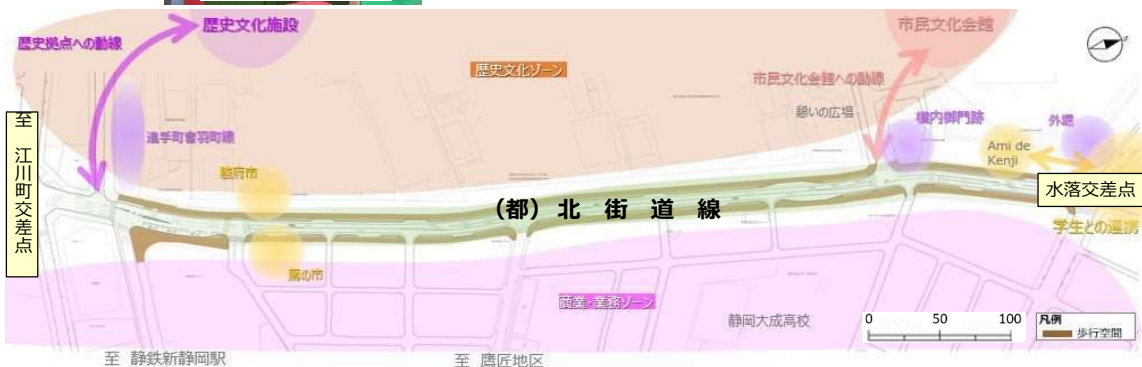 歴史文化施設
市民文化会館
歴史拠点への動線
歴史文化ゾーン
市民文化会館への動線
憩いの広場
横内御門跡
外堀
追手町音羽町線
Ami de
Kenji
至 江川町交差点
駿府市
水落交差点
(都) 北 街 道 線
学生との連携
鷹の市
商業・業務ゾーン
静岡大成高校
0 50 100
凡例
歩行空間
至 静鉄新静岡駅
至 鷹匠地区